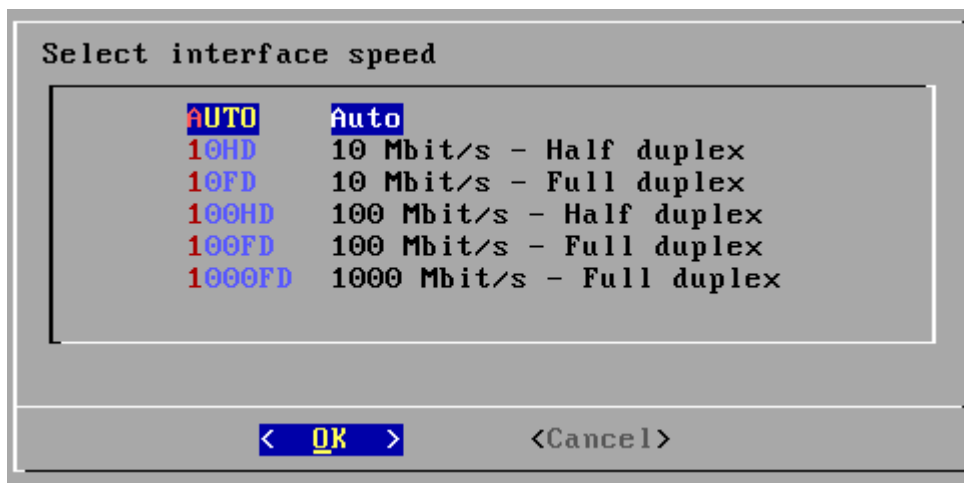 Select interface speed
AUTO Auto
10HD 10 Mbit/s - Half duplex
10FD 10 Mbit/s - Full duplex
100HD 100 Mbit/s - Half duplex
100FD 100 Mbit/s - Full duplex
1000FD 1000 Mbit/s - Full duplex
< OK > <Cancel>